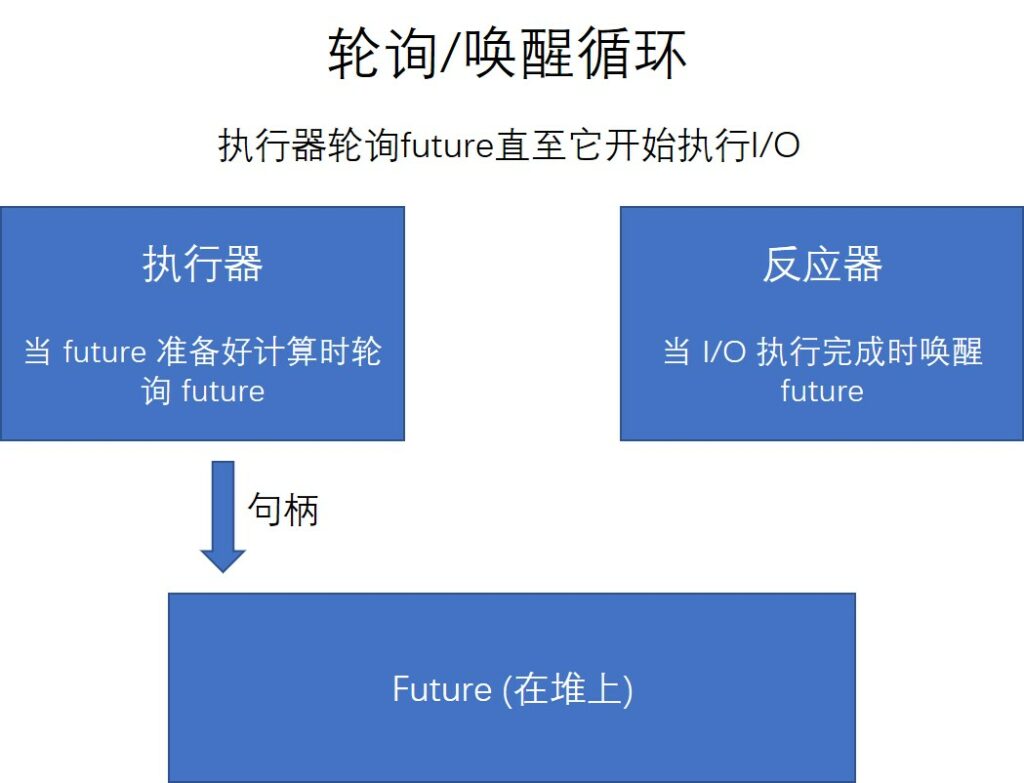 轮询/唤醒循环
执行器轮询future直至它开始执行I/O
执行器
当 future 准备好计算时轮
询 future
反应器
当 I/O 执行完成时唤醒
future
句柄
Future (在堆上)